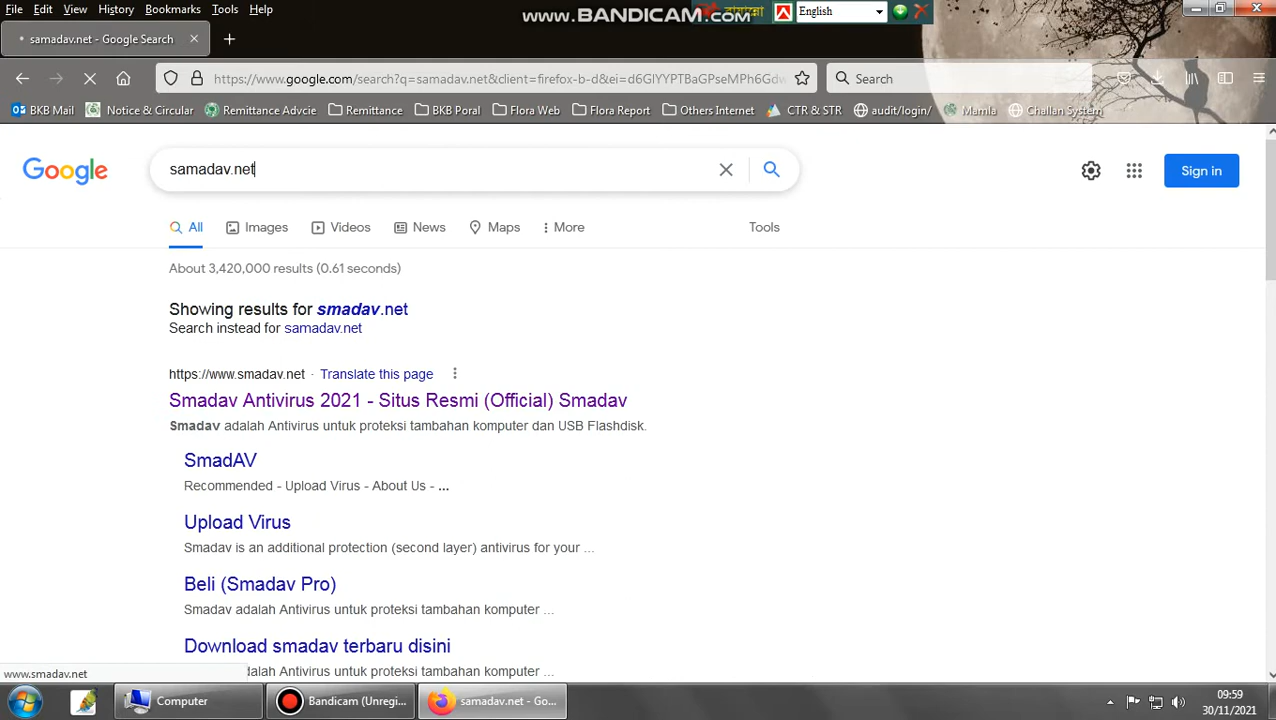 File Edit View History Bookmarks Tools Help
WWW.BANDICAM.COM
English
samadav.net - Google Search
https://www.google.com/search?q=samadav.net&client=firefox-b-d&ei=d6GlYYPTBaGPseMPh6Gdw
Search
BKB Mail Notice & Circular Remittance Advcie Remittance BKB Poral Flora Web Flora Report Others Internet CTR & STR audit/login/ Mamla Challan System
Google
samadav.net
Sign in
All Images Videos News Maps More Tools
About 3,420,000 results (0.61 seconds)
Showing results for smadav.net
Search instead for samadav.net
https://www.smadav.net · Translate this page
Smadav Antivirus 2021 - Situs Resmi (Official) Smadav
Smadav adalah Antivirus untuk proteksi tambahan komputer dan USB Flashdisk.
SmadAV
Recommended - Upload Virus - About Us - ...
Upload Virus
Smadav is an additional protection (second layer) antivirus for your ...
Beli (Smadav Pro)
Smadav adalah Antivirus untuk proteksi tambahan komputer ...
Download smadav terbaru disini
adalah Antivirus untuk proteksi tambahan komputer ...
www.smadav.net
Computer
Bandicam (Unregi...
samadav.net - Go...
09:59
30/11/2021